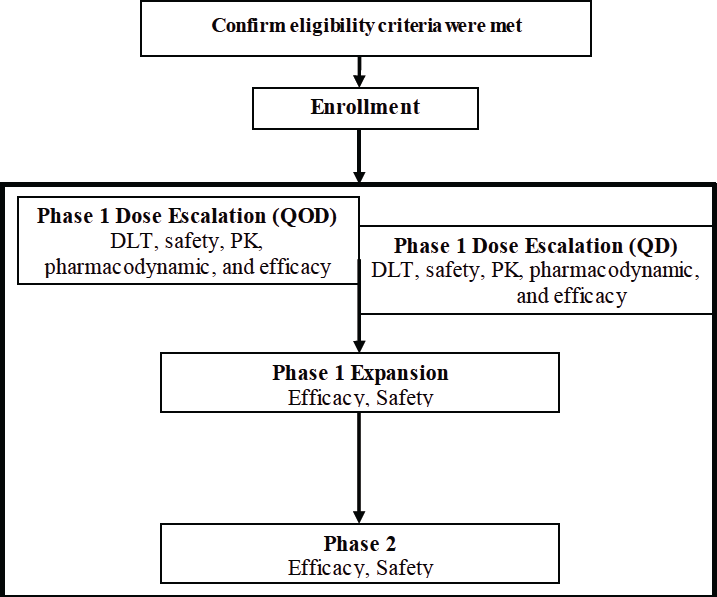 Confirm eligibility criteria were met
Enrollment
Phase 1 Dose Escalation (QOD)
DLT, safety, PK,
pharmacodynamic, and efficacy
Phase 1 Dose Escalation (QD)
DLT, safety, PK, pharmacodynamic,
and efficacy
Phase 1 Expansion
Efficacy, Safety
Phase 2
Efficacy, Safety